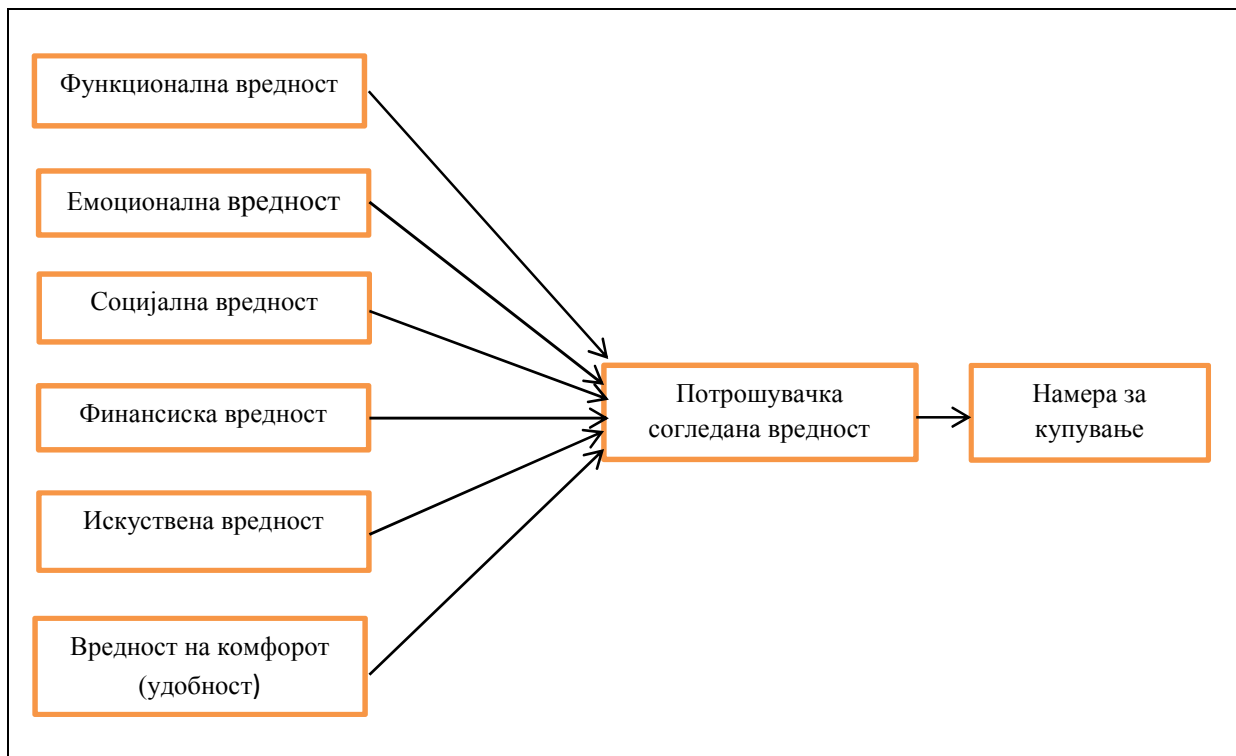 Функционална вредност
Емоционална вредност
Социјална вредност
Финансиска вредност
Искуствена вредност
Вредност на комфорот
(удобност)
Потрошувачка
согледана вредност
Намера за
купување